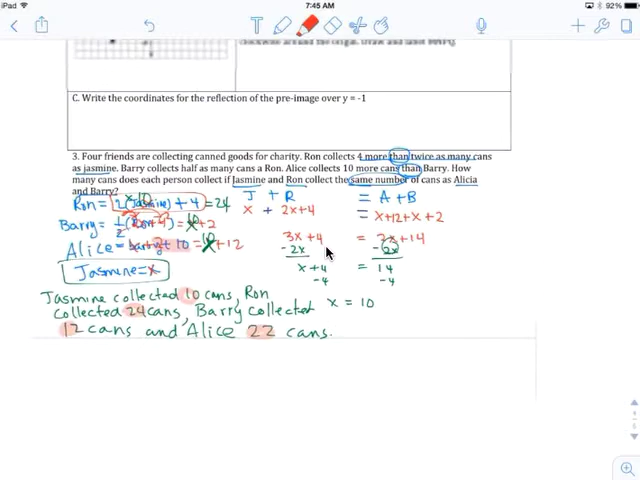 iPad
7:45 AM
92%
T
C. Write the coordinates for the reflection of the pre-image over y = -1
3. Four friends are collecting canned goods for charity. Ron collects 4 more than twice as many cans
as jasmine. Barry collects half as many cans a Ron. Alice collects 10 more cans than Barry. How
many cans does each person collect if Jasmine and Ron collect the same number of cans as Alicia
and Barry?
Ron = 2(Jasmine) + 4 = 24
J + R = A + B
x + 2x+4 = x+12+x+2
Barry = 1/2 = x+2
3x+4 = 2x+14
-2x -2x
Alice = Barry + 10 = x+12
x+4 = 14
-4 -4
Jasmine = x
x = 10
Jasmine collected 10 cans, Ron
collected 24 cans, Barry collected
12 cans and Alice 22 cans.